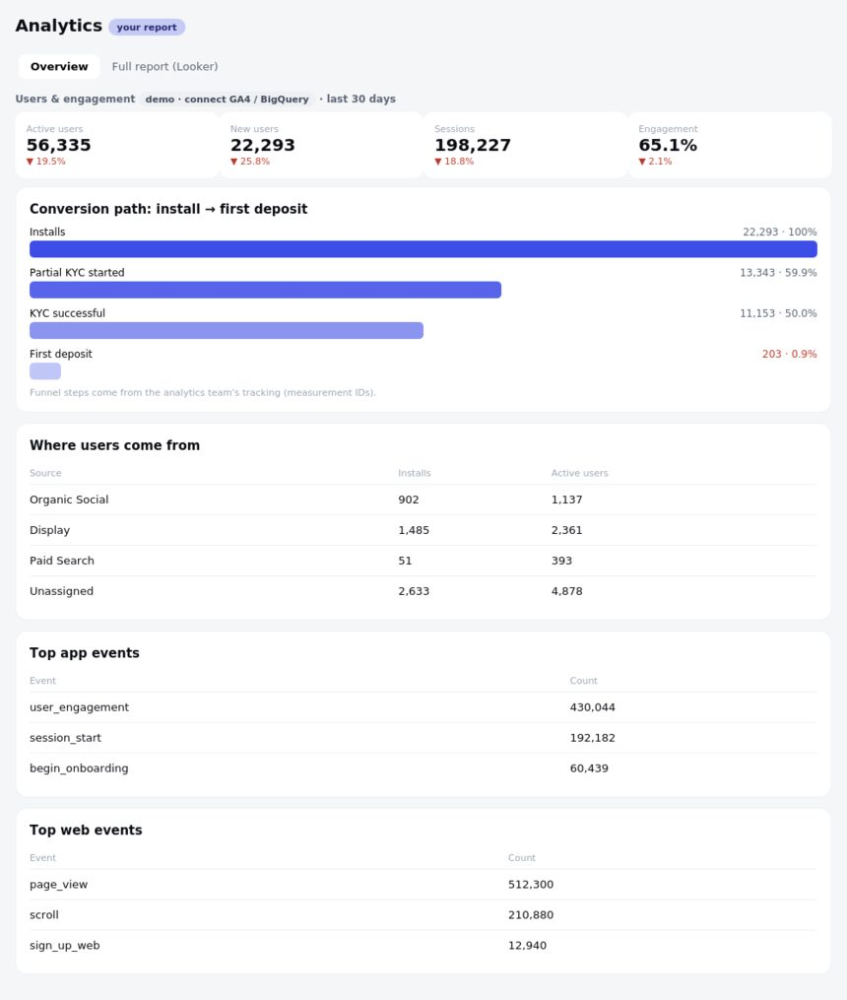 Analytics your report
Overview Full report (Looker)
Users & engagement demo · connect GA4 / BigQuery · last 30 days
Active users New users Sessions Engagement
56,335 22,293 198,227 65.1%
▼ 19.5% ▼ 25.8% ▼ 18.8% ▼ 2.1%
Conversion path: install → first deposit
Installs 22,293 · 100%
Partial KYC started 13,343 · 59.9%
KYC successful 11,153 · 50.0%
First deposit 203 · 0.9%
Funnel steps come from the analytics team's tracking (measurement IDs).
Where users come from
Source Installs Active users
Organic Social 902 1,137
Display 1,485 2,361
Paid Search 51 393
Unassigned 2,633 4,878
Top app events
Event Count
user_engagement 430,044
session_start 192,182
begin_onboarding 60,439
Top web events
Event Count
page_view 512,300
scroll 210,880
sign_up_web 12,940